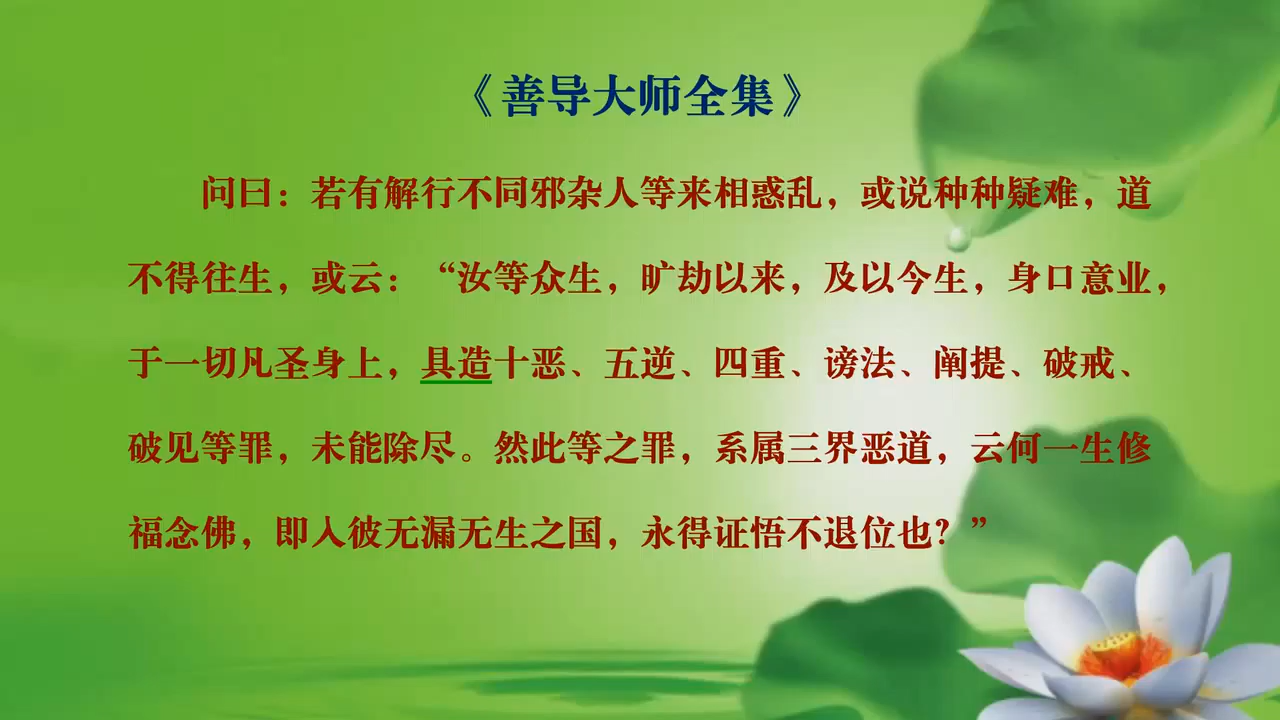 《善导大师全集》
问曰：若有解行不同邪杂人等来相惑乱，或说种种疑难，道
不得往生，或云：“汝等众生，旷劫以来，及以今生，身口意业，
于一切凡圣身上，具造十恶、五逆、四重、谤法、阐提、破戒、
破见等罪，未能除尽。然此等之罪，系属三界恶道，云何一生修
福念佛，即入彼无漏无生之国，永得证悟不退位也？”